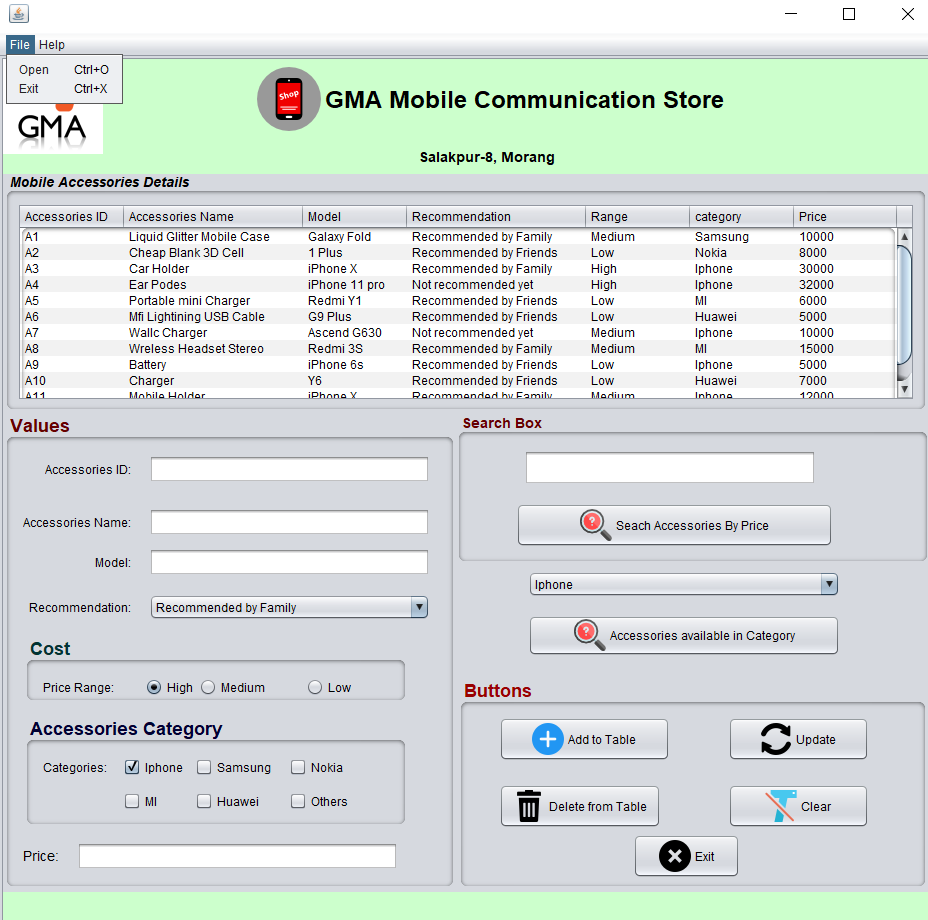 File Help
Open Ctrl+O
Exit Ctrl+X
GMA
Shop
GMA Mobile Communication Store
Salakpur-8, Morang
Mobile Accessories Details
Accessories ID Accessories Name Model Recommendation Range category Price
A1 Liquid Glitter Mobile Case Galaxy Fold Recommended by Family Medium Samsung 10000
A2 Cheap Blank 3D Cell 1 Plus Recommended by Friends Low Nokia 8000
A3 Car Holder iPhone X Recommended by Family High Iphone 30000
A4 Ear Podes iPhone 11 pro Not recommended yet High Iphone 32000
A5 Portable mini Charger Redmi Y1 Recommended by Friends Low MI 6000
A6 Mfi Lightining USB Cable G9 Plus Recommended by Friends Low Huawei 5000
A7 Wallc Charger Ascend G630 Not recommended yet Medium Iphone 10000
A8 Wreless Headset Stereo Redmi 3S Recommended by Family Medium MI 15000
A9 Battery iPhone 6s Recommended by Friends Low Iphone 5000
A10 Charger Y6 Recommended by Friends Low Huawei 7000
A11 Mobile Holder iPhone X Recommended by Family Medium Iphone 12000
Values
Accessories ID:
Accessories Name:
Model:
Recommendation: Recommended by Family
Cost
Price Range: High Medium Low
Accessories Category
Categories: Iphone Samsung Nokia
MI Huawei Others
Price:
Search Box
Seach Accessories By Price
Iphone
Accessories available in Category
Buttons
Add to Table Update
Delete from Table Clear
Exit